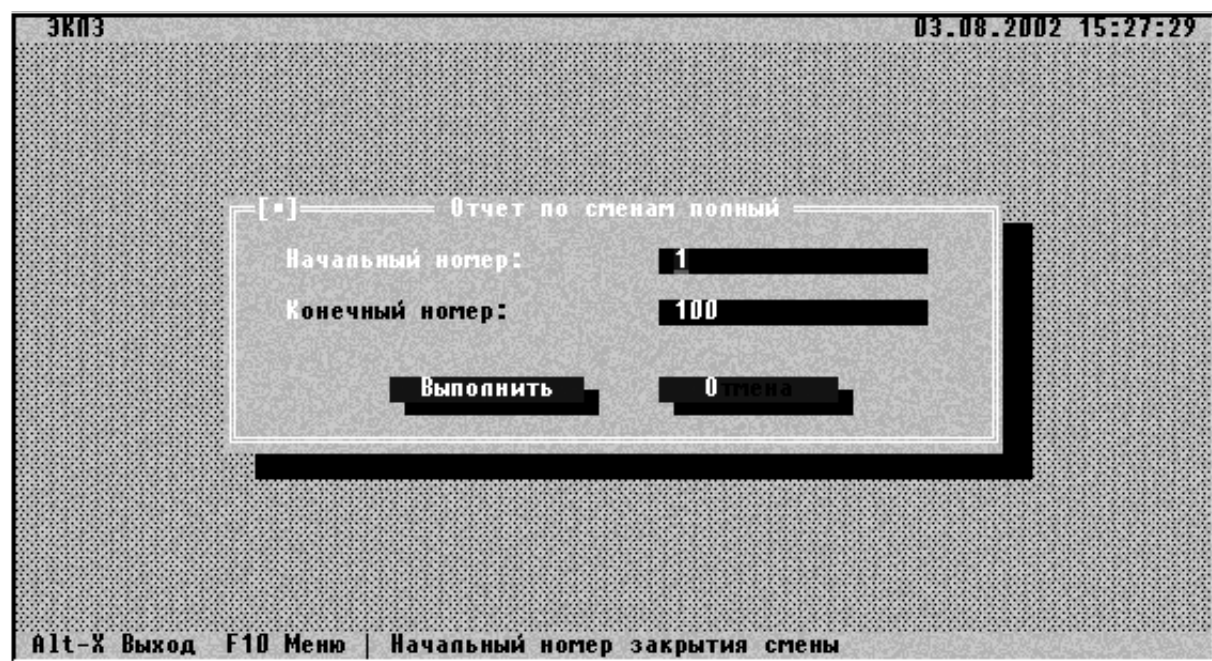 ЭКЛЗ 03.08.2002 15:27:29
[▪] Отчет по сменам полный
Начальный номер: 1
Конечный номер: 100
Выполнить Отмена
Alt-X Выход F10 Меню | Начальный номер закрытия смены